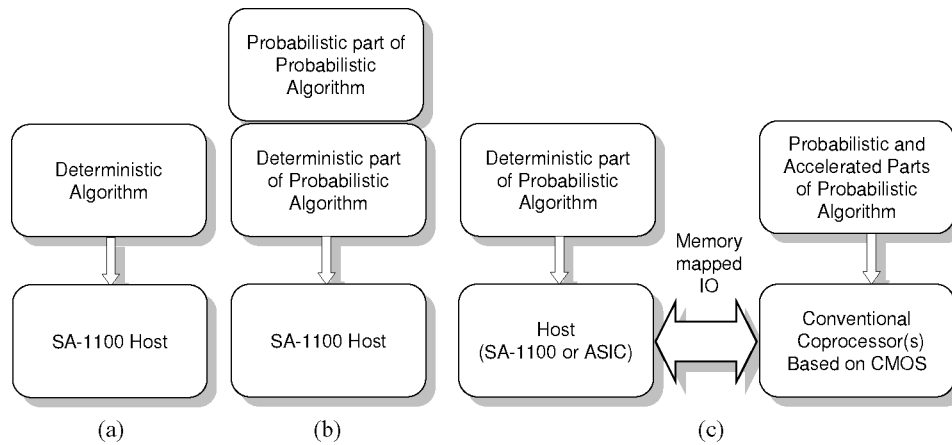 Probabilistic part of
Probabilistic
Algorithm
Deterministic
Algorithm
Deterministic part
of Probabilistic
Algorithm
Deterministic part
of Probabilistic
Algorithm
Probabilistic and
Accelerated Parts
of Probabilistic
Algorithm
Memory
mapped
IO
SA-1100 Host
SA-1100 Host
Host
(SA-1100 or ASIC)
Conventional
Coprocessor(s)
Based on CMOS
(a)
(b)
(c)